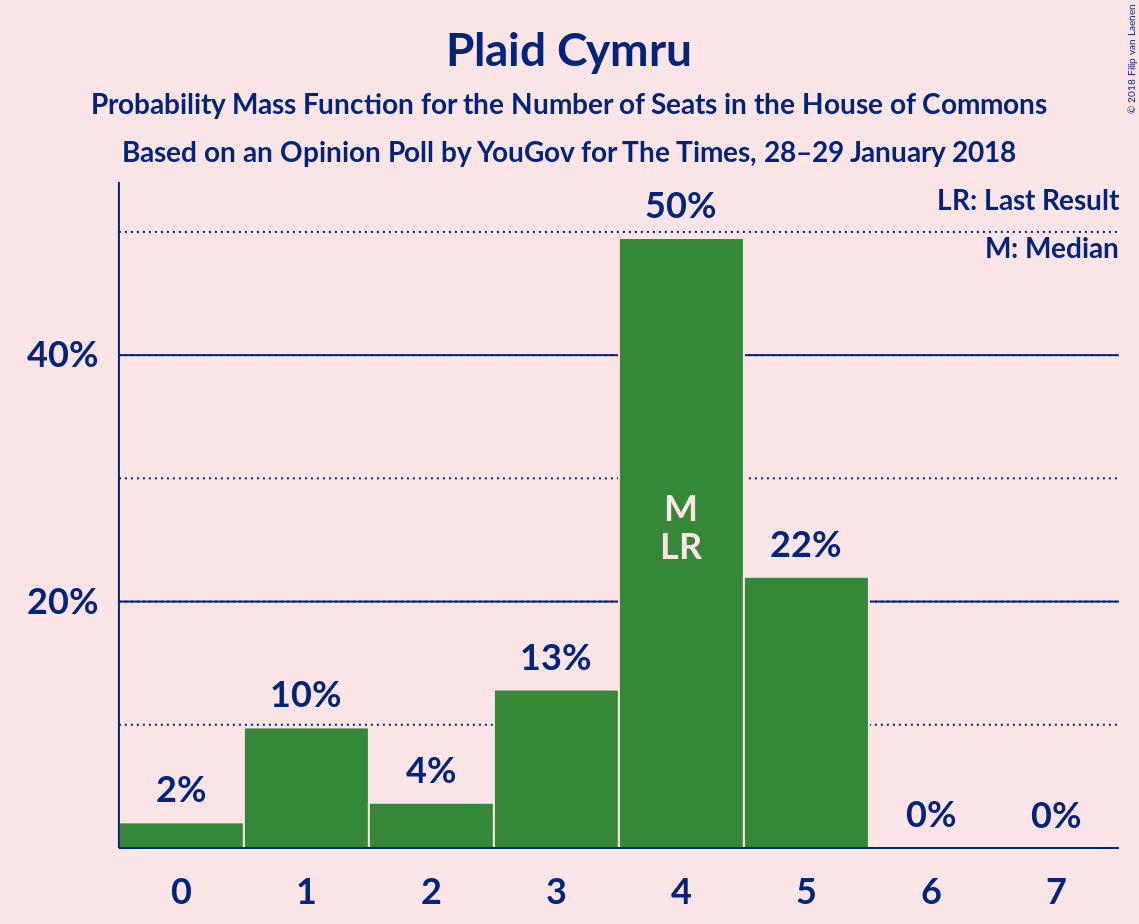 Plaid Cymru
Probability Mass Function for the Number of Seats in the House of Commons
Based on an Opinion Poll by YouGov for The Times, 28–29 January 2018
© 2018 Filip van Laenen
LR: Last Result
M: Median
50%
40%
M
LR
22%
20%
13%
10%
4%
2%
0%
0%
0 1 2 3 4 5 6 7